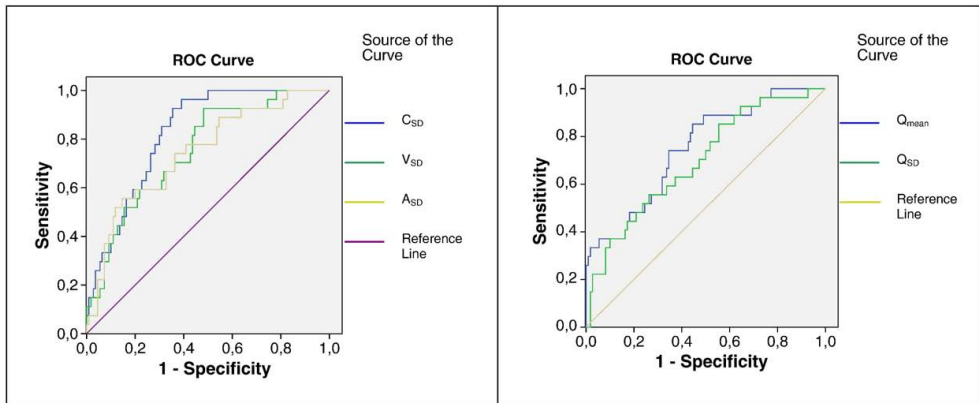 Source of the
Curve
ROC Curve
1,0
0,8
0,6
0,4
0,2
0,0
Sensitivity
0,0 0,2 0,4 0,6 0,8 1,0
1 - Specificity
C_SD
V_SD
A_SD
Reference
Line
Source of the
Curve
ROC Curve
1,0
0,8
0,6
0,4
0,2
0,0
Sensitivity
0,0 0,2 0,4 0,6 0,8 1,0
1 - Specificity
Q_mean
Q_SD
Reference
Line